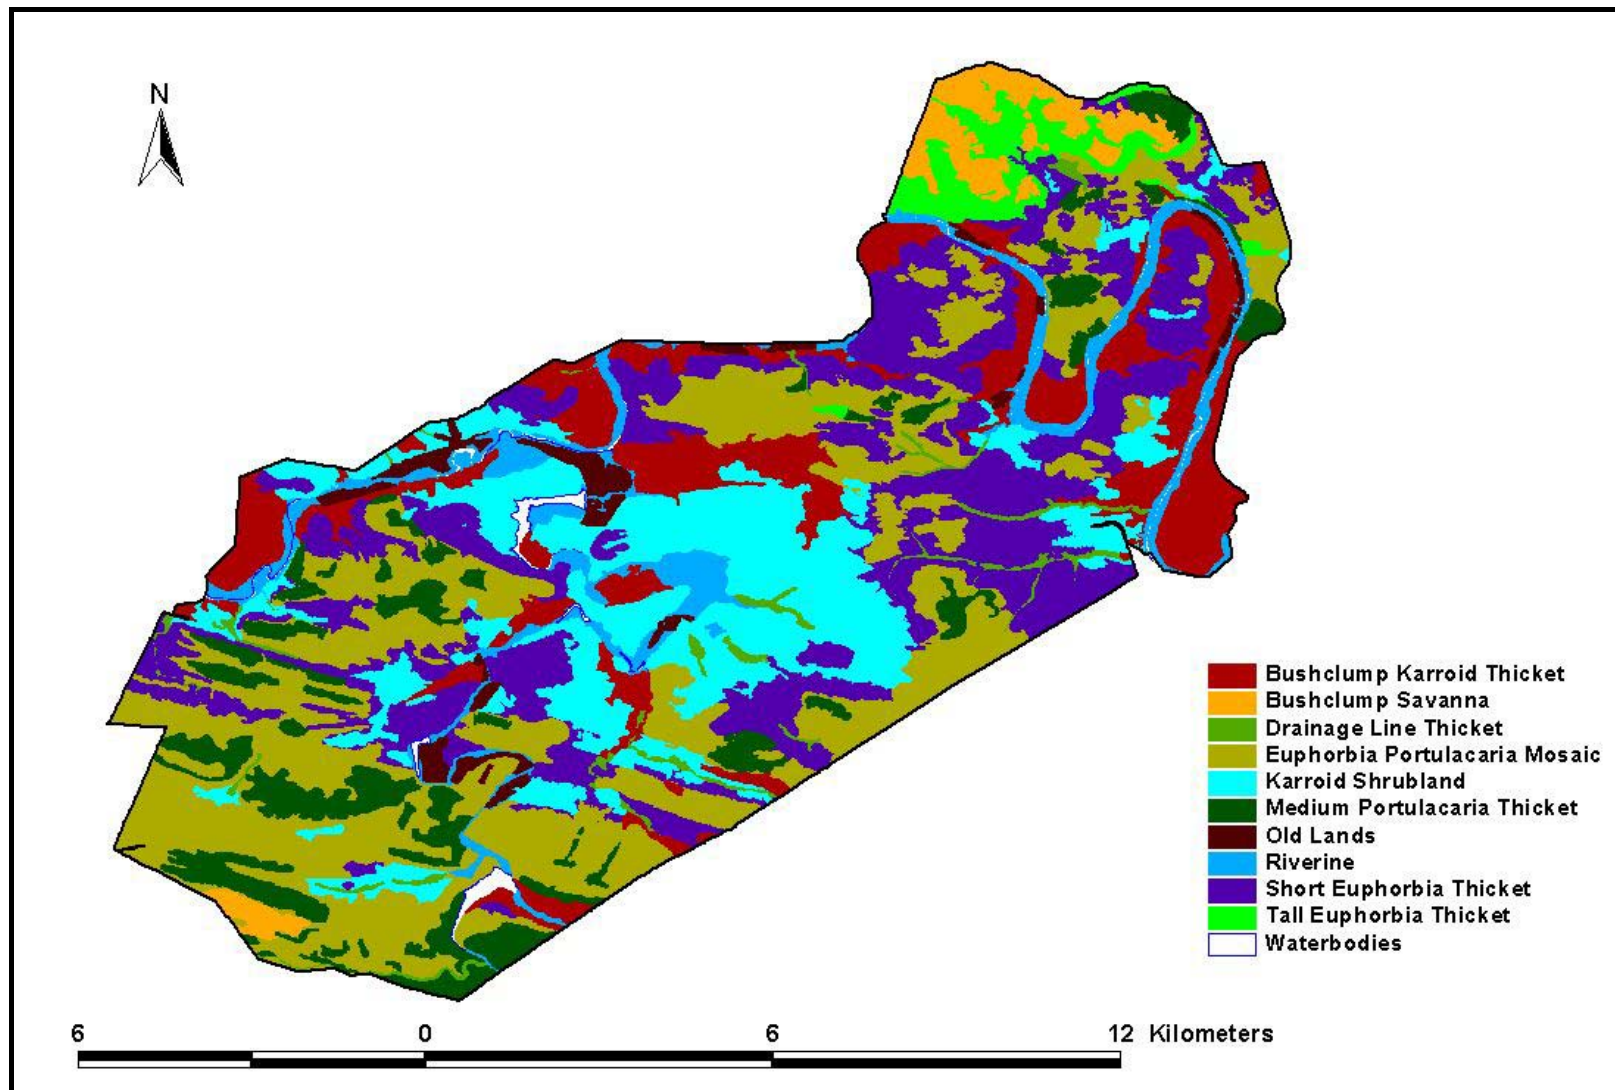 N
Bushclump Karroid Thicket
Bushclump Savanna
Drainage Line Thicket
Euphorbia Portulacaria Mosaic
Karroid Shrubland
Medium Portulacaria Thicket
Old Lands
Riverine
Short Euphorbia Thicket
Tall Euphorbia Thicket
Waterbodies
6 0 6 12 Kilometers